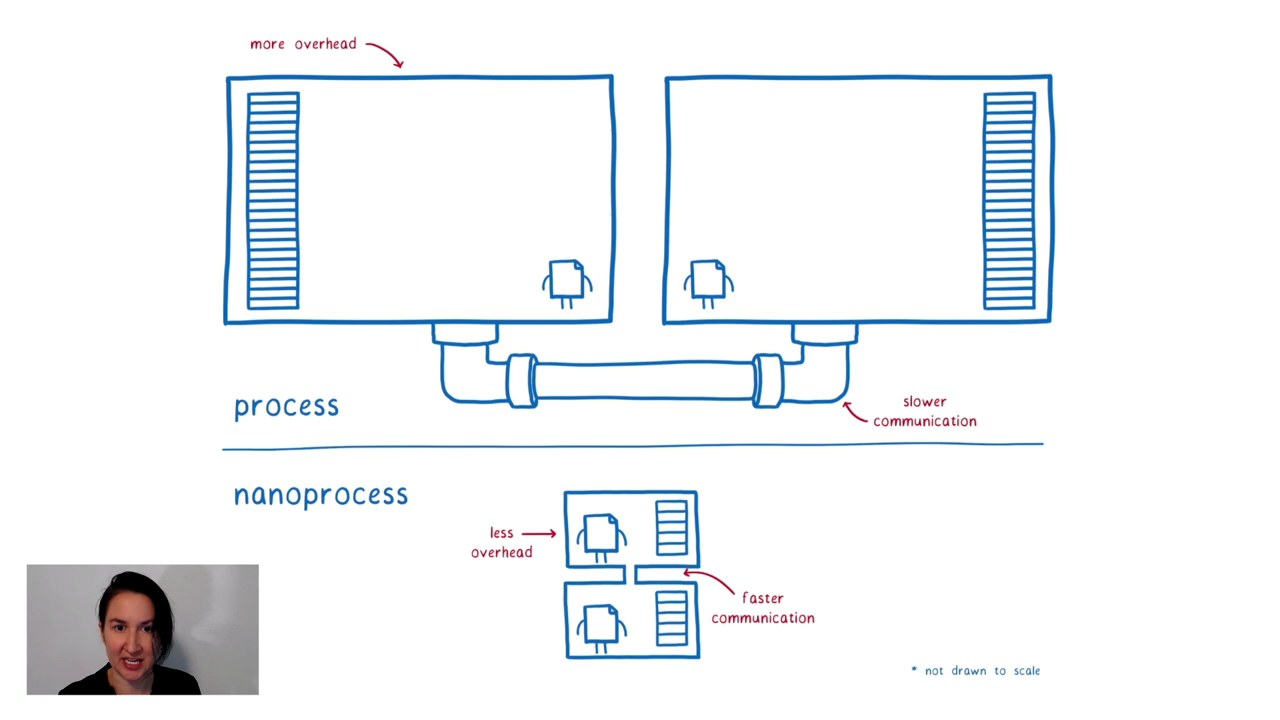 more overhead
process
slower
communication
nanoprocess
less
overhead
faster
communication
* not drawn to scale